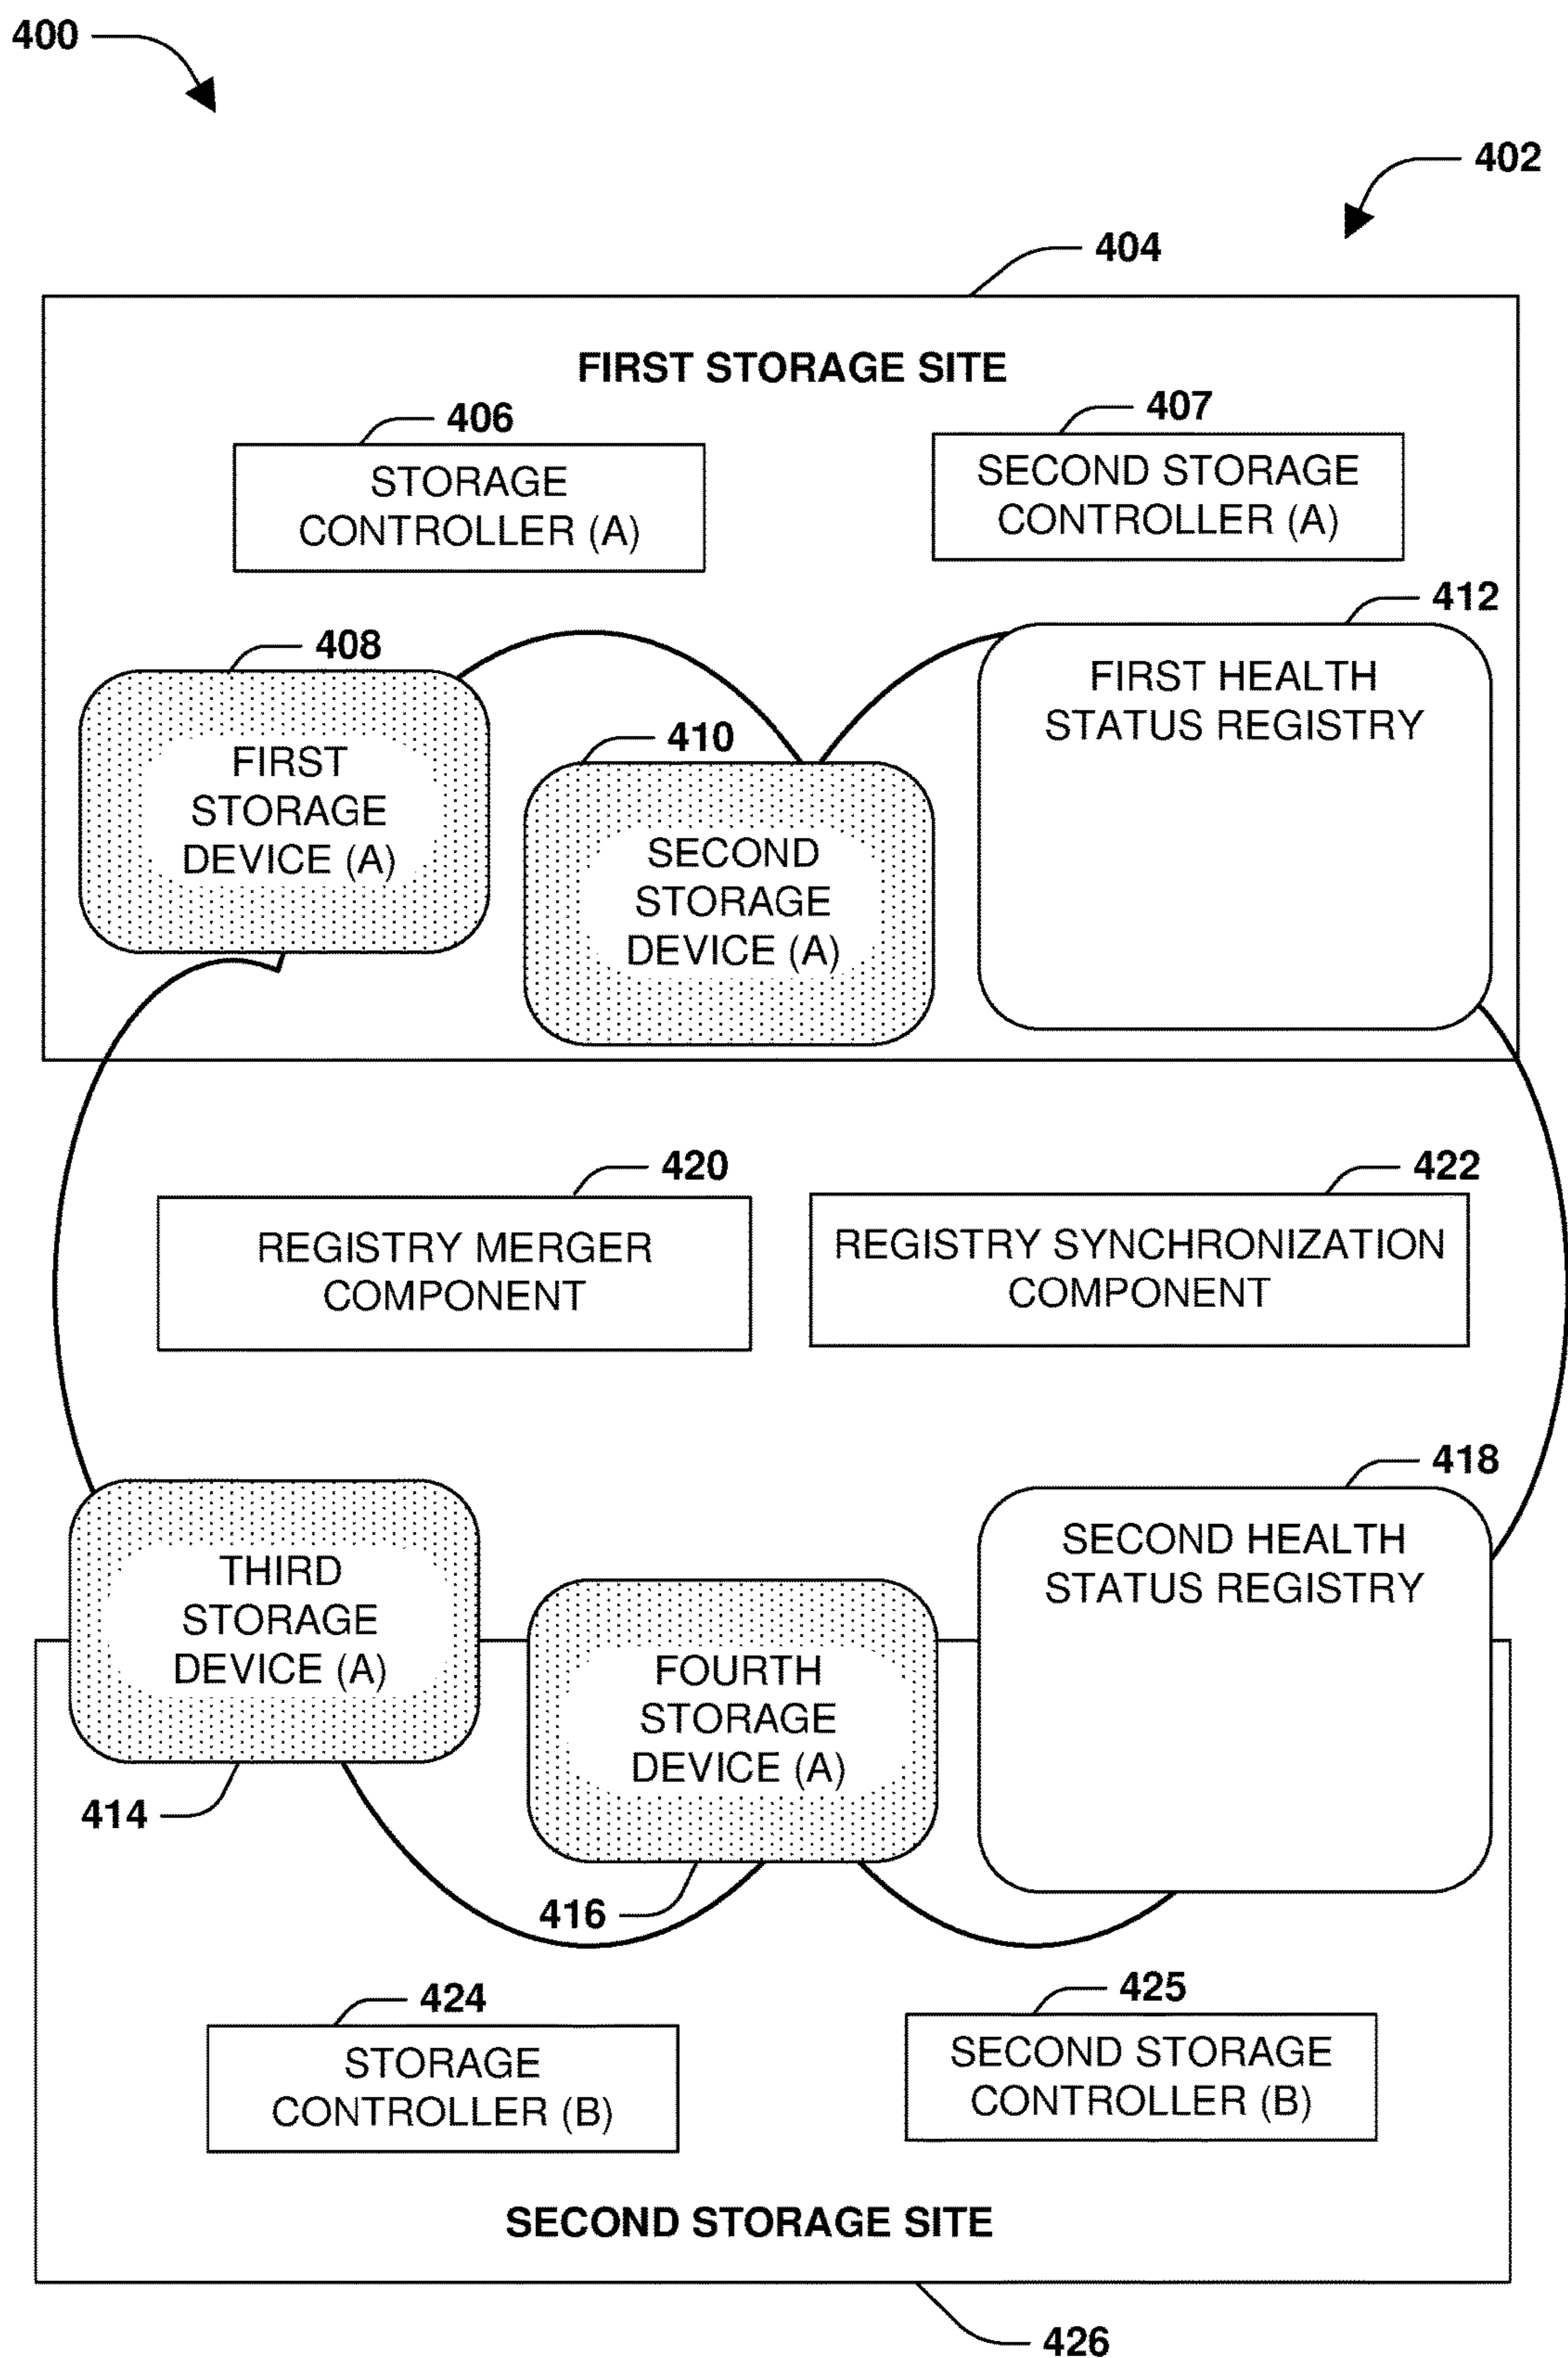 400
402
404
FIRST STORAGE SITE
406
407
STORAGE
CONTROLLER (A)
SECOND STORAGE
CONTROLLER (A)
412
408
FIRST HEALTH
STATUS REGISTRY
410
FIRST
STORAGE
DEVICE (A)
SECOND
STORAGE
DEVICE (A)
420
422
REGISTRY MERGER
COMPONENT
REGISTRY SYNCHRONIZATION
COMPONENT
418
SECOND HEALTH
STATUS REGISTRY
THIRD
STORAGE
DEVICE (A)
FOURTH
STORAGE
DEVICE (A)
414
416
424
425
STORAGE
CONTROLLER (B)
SECOND STORAGE
CONTROLLER (B)
SECOND STORAGE SITE
426